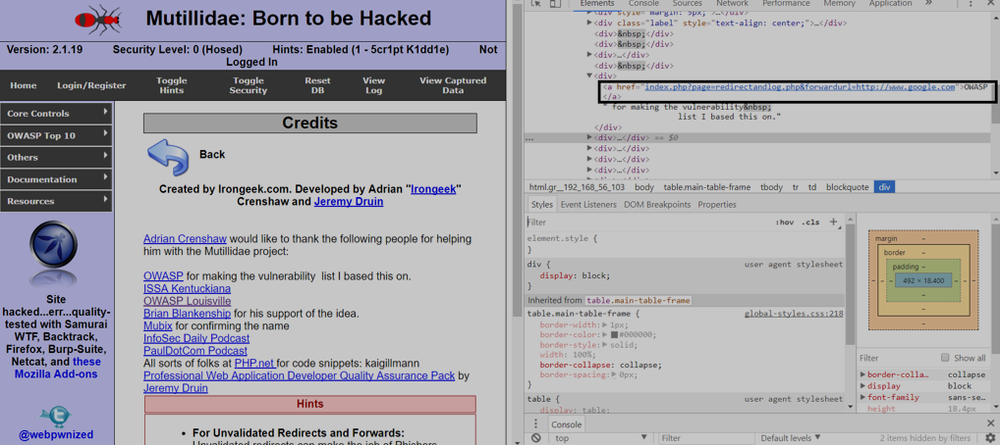 Mutillidae: Born to be Hacked
Version: 2.1.19 Security Level: 0 (Hosed) Hints: Enabled (1 - 5cr1pt K1dd1e) Not
Logged In
Home Login/Register Toggle Hints Toggle Security Reset DB View Log View Captured Data
Core Controls
OWASP Top 10
Others
Documentation
Resources
Site
hacked...err...quality-
tested with Samurai
WTF, Backtrack,
Firefox, Burp-Suite,
Netcat, and these
Mozilla Add-ons
@webpwnized
Credits
Back
Created by Irongeek.com. Developed by Adrian "Irongeek"
Crenshaw and Jeremy Druin
Adrian Crenshaw would like to thank the following people for helping
him with the Mutillidae project:
OWASP for making the vulnerability list I based this on.
ISSA Kentuckiana
OWASP Louisville
Brian Blankenship for his support of the idea.
Mubix for confirming the name
InfoSec Daily Podcast
PaulDotCom Podcast
All sorts of folks at PHP.net for code snippets: kaigillmann
Professional Web Application Developer Quality Assurance Pack by
Jeremy Druin
Hints
• For Unvalidated Redirects and Forwards:
Unvalidated redirects can make the job of Phishers
Elements Console Sources Network Performance Memory Application »
<div style="margin: 5px;">…</div>
<div class="label" style="text-align: center;">…</div>
<div>&nbsp;</div>
<div>&nbsp;</div>
<div>…</div>
<div>&nbsp;</div>
<div>
<a href="index.php?page=redirectandlog.php&forwardurl=http://www.google.com">OWASP
</a>
" for making the vulnerability&nbsp;
list I based this on."
</div>
<div>…</div> == $0
<div>…</div>
<div>…</div>
<div>…</div>
html.gr__192_168_56_103 body table.main-table-frame tbody tr td blockquote div
Styles Event Listeners DOM Breakpoints Properties
Filter :hov .cls +
element.style {
}
div { user agent stylesheet
display: block;
}
Inherited from table.main-table-frame
table.main-table-frame { global-styles.css:218
border-width: 1px;
border-color: #000000;
border-style: solid;
width: 100%;
border-collapse: collapse;
border-spacing: 0px;
}
table { user agent stylesheet
display: table;
margin -
border -
padding -
- - - 492 × 18.400 - - -
-
-
-
Filter Show all
border-colla… collapse
display block
font-family sans-se…
height 18.4px
Console
top Filter Default levels 2 items hidden by filters